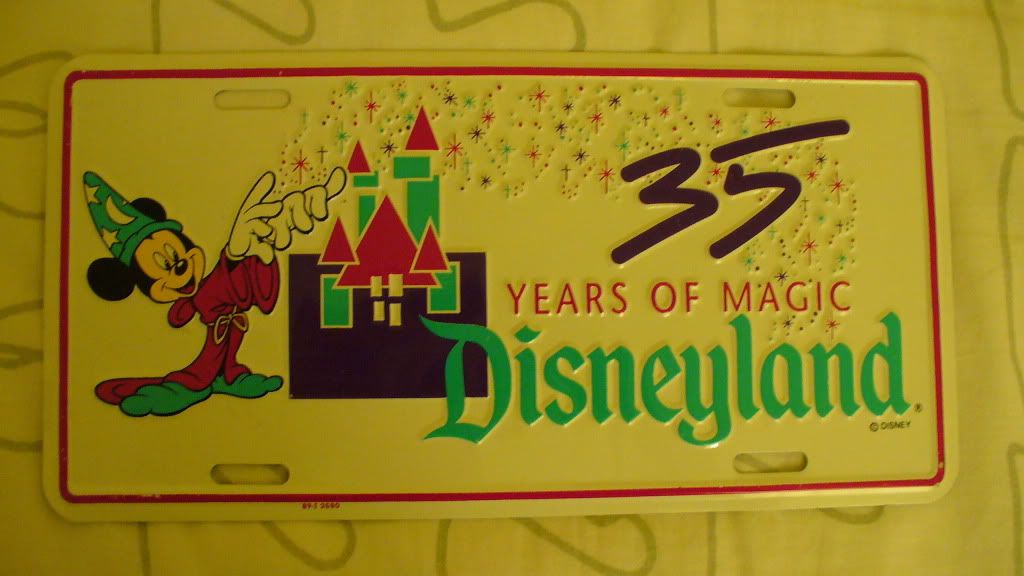 35
YEARS OF MAGIC
Disneyland®
© DISNEY